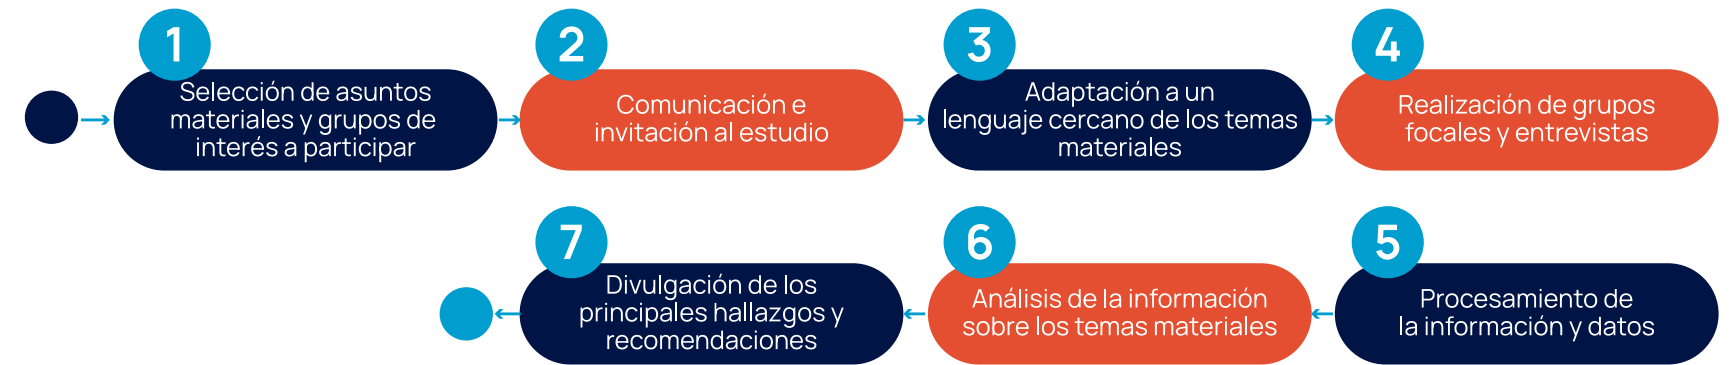 1
Selección de asuntos
materiales y grupos de
interés a participar
2
Comunicación e
invitación al estudio
3
Adaptación a un
lenguaje cercano de los temas
materiales
4
Realización de grupos
focales y entrevistas
5
Procesamiento de
la información y datos
6
Análisis de la información
sobre los temas materiales
7
Divulgación de los
principales hallazgos y
recomendaciones